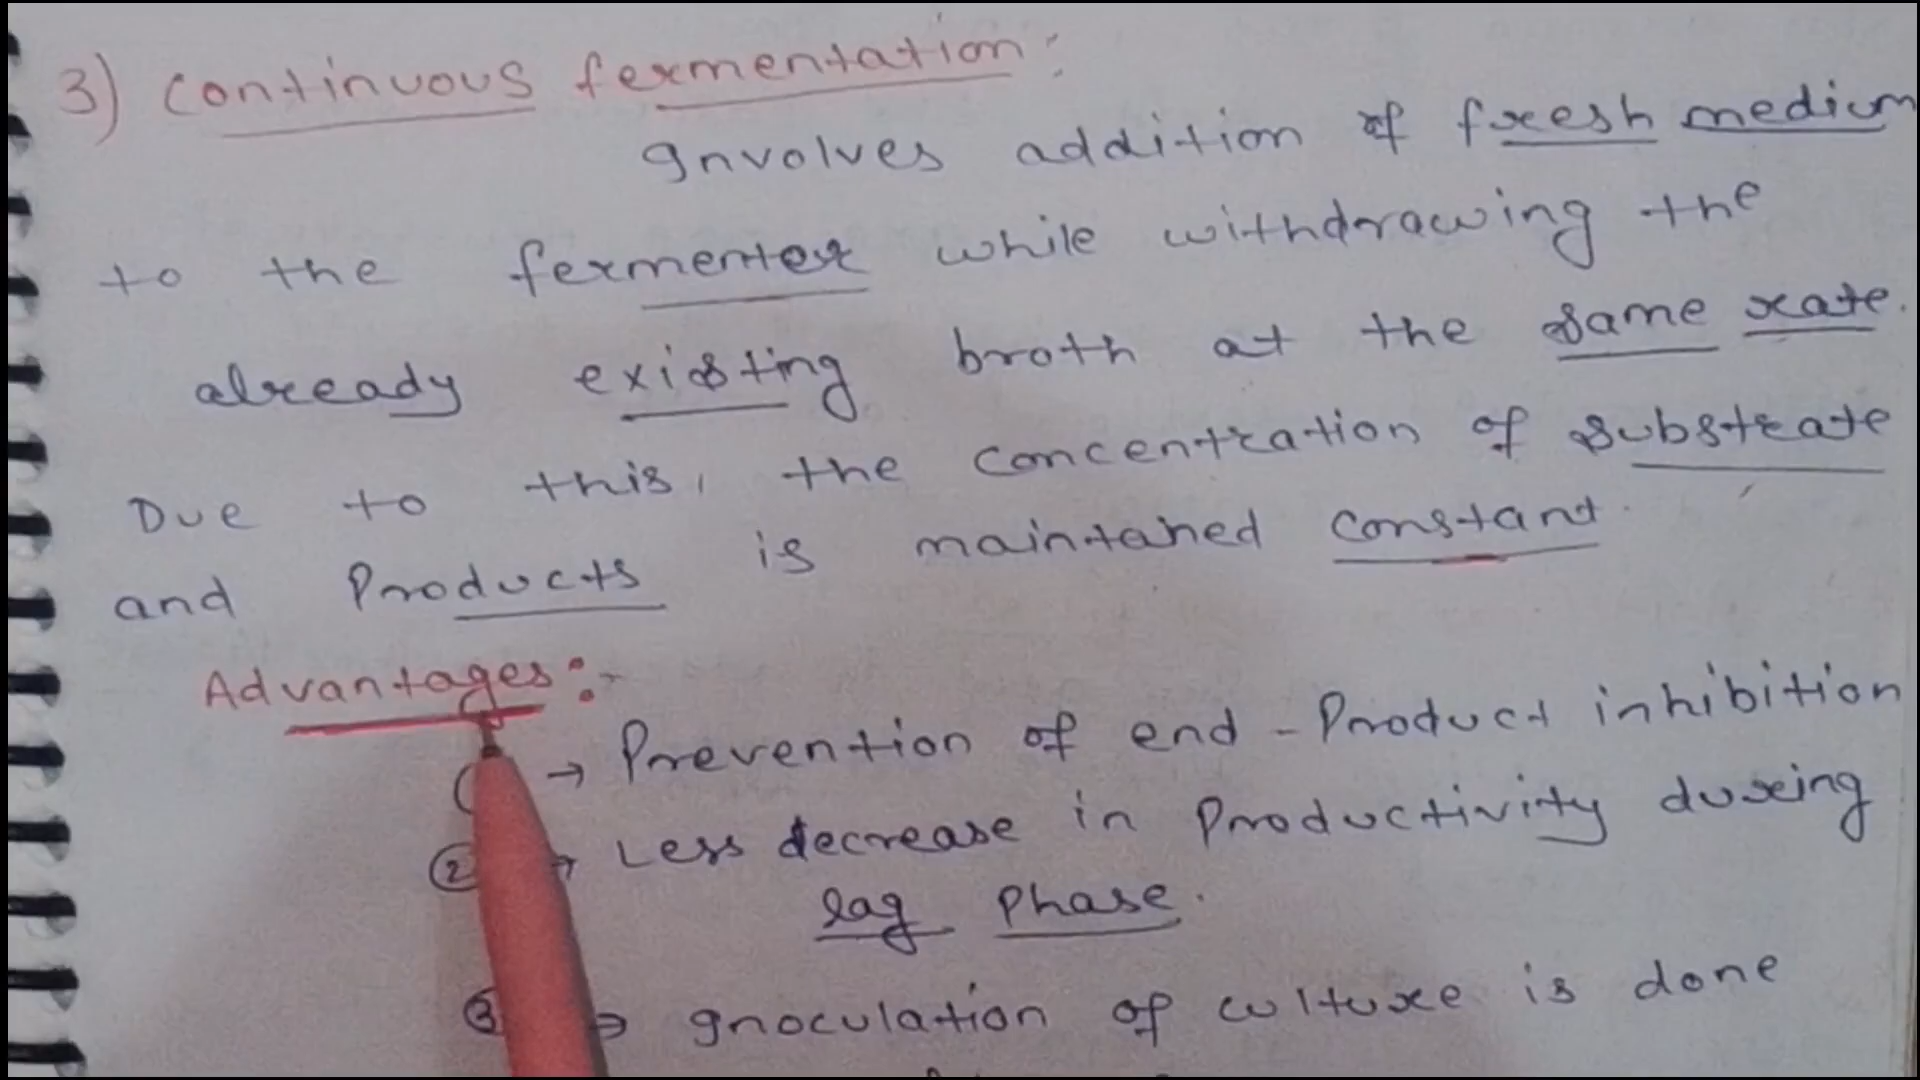 3) Continuous fermentation:
Involves addition of fresh medium
to the fermenter while withdrawing the
already existing broth at the same rate.
Due to this, the concentration of substrate
and Products is maintained constant.
Advantages:-
→ Prevention of end-Product inhibition
② → Less decrease in Productivity during
lag phase.
③ → Inoculation of culture is done